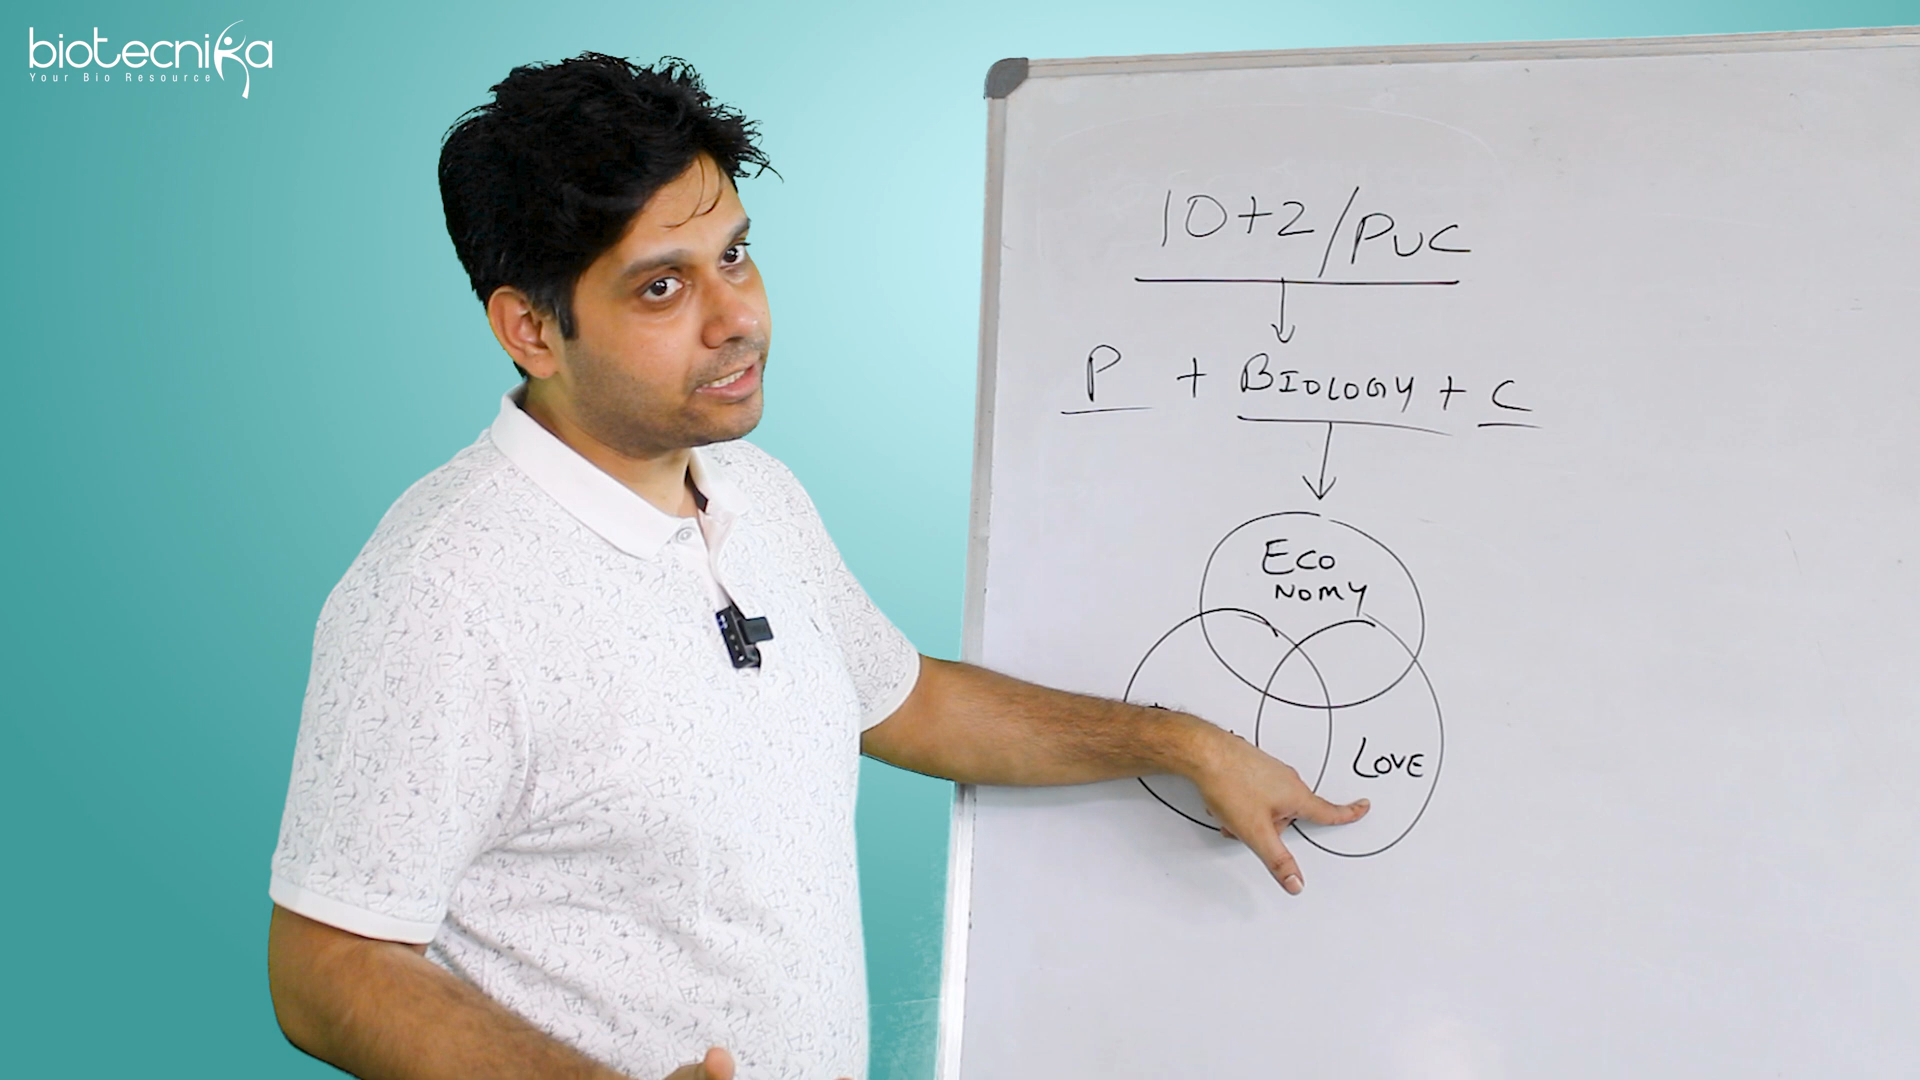 biotecnika
Your Bio Resource
10+2/PUC
P + BIOLOGY + C
ECO
NOMY
LOVE